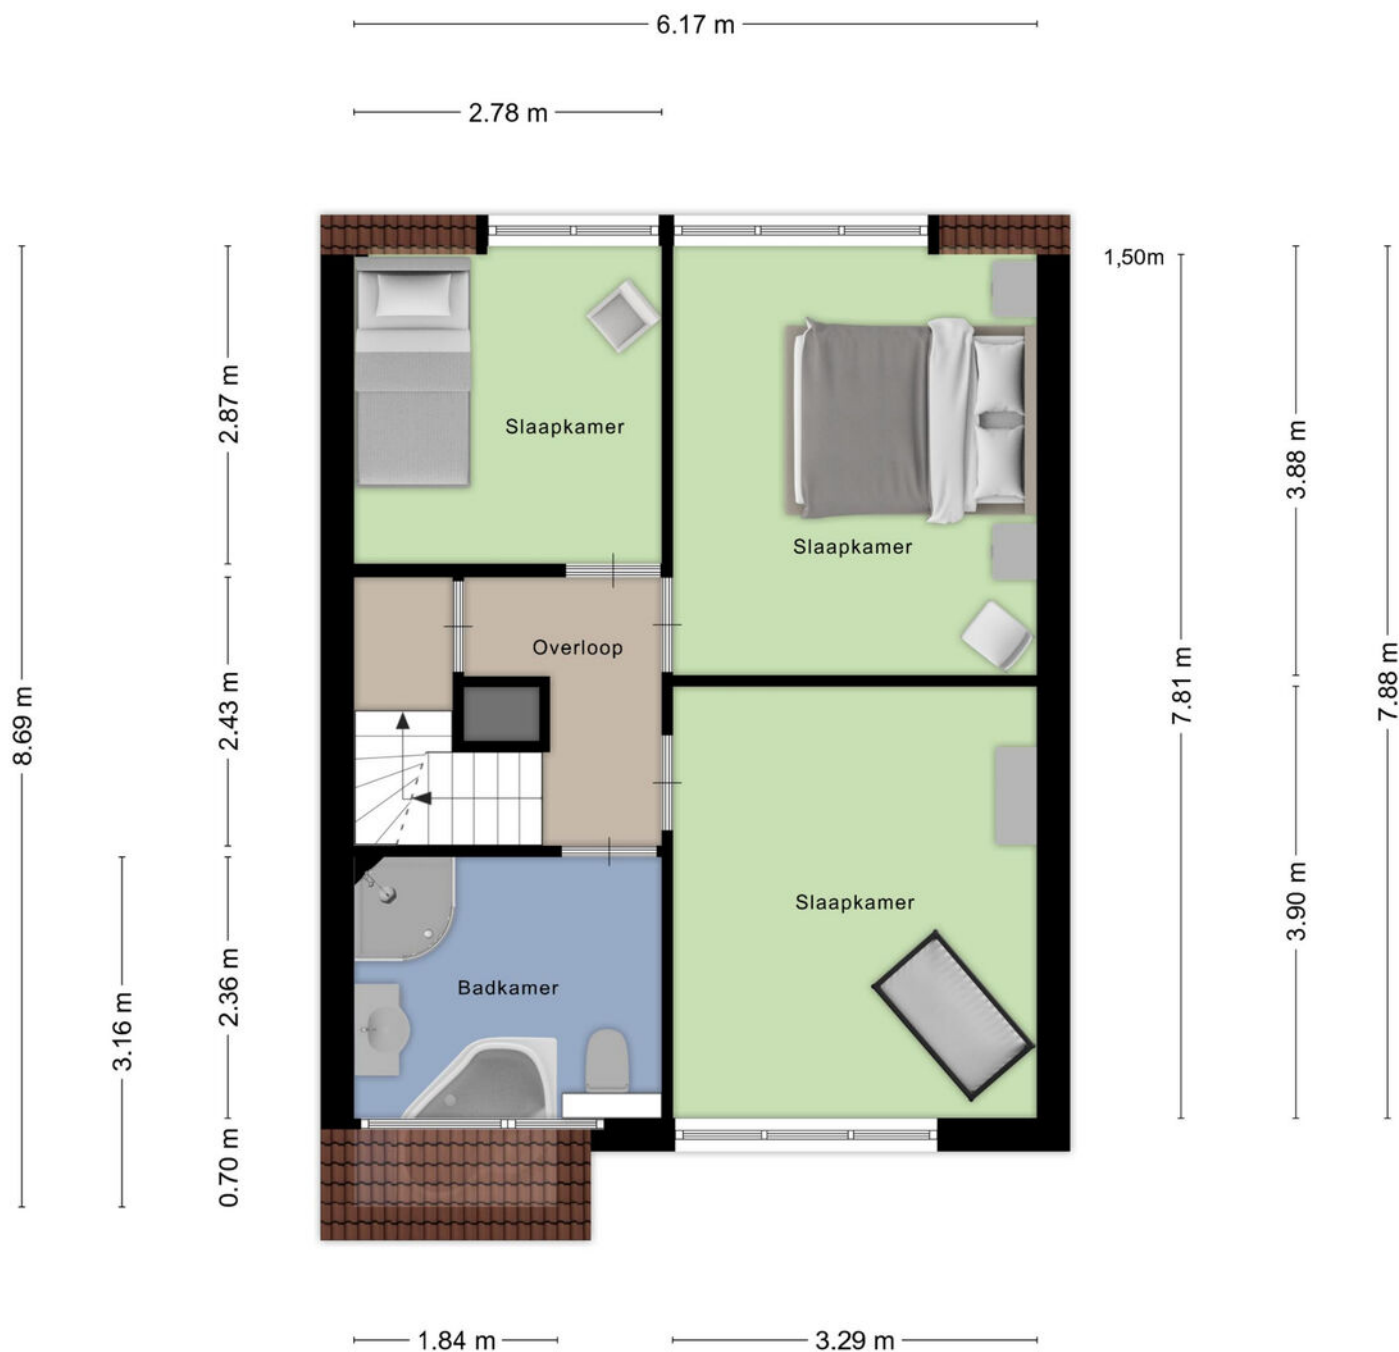 6.17 m
2.78 m
1,50m
2.87 m
3.88 m
Slaapkamer
Slaapkamer
Overloop
8.69 m
2.43 m
7.81 m
7.88 m
Slaapkamer
3.90 m
Badkamer
2.36 m
3.16 m
0.70 m
1.84 m
3.29 m